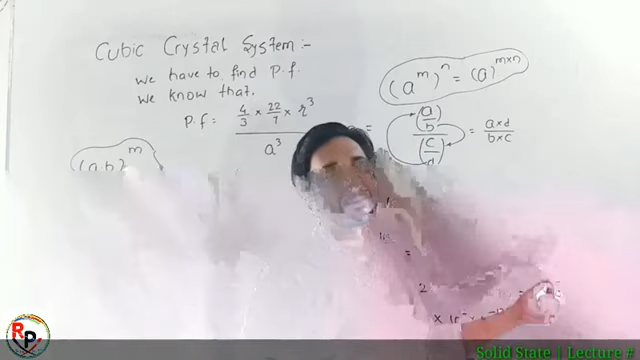 Cubic Crystal System :-
we have to find P.f.
we know that.
P.f = 4/3 × 22/7 × r³ / a³
(a^m)^n = (a)^m×n
(a/b) / (c/d) = a×d / b×c
(a.b)^m
RP
Solid State | Lecture #